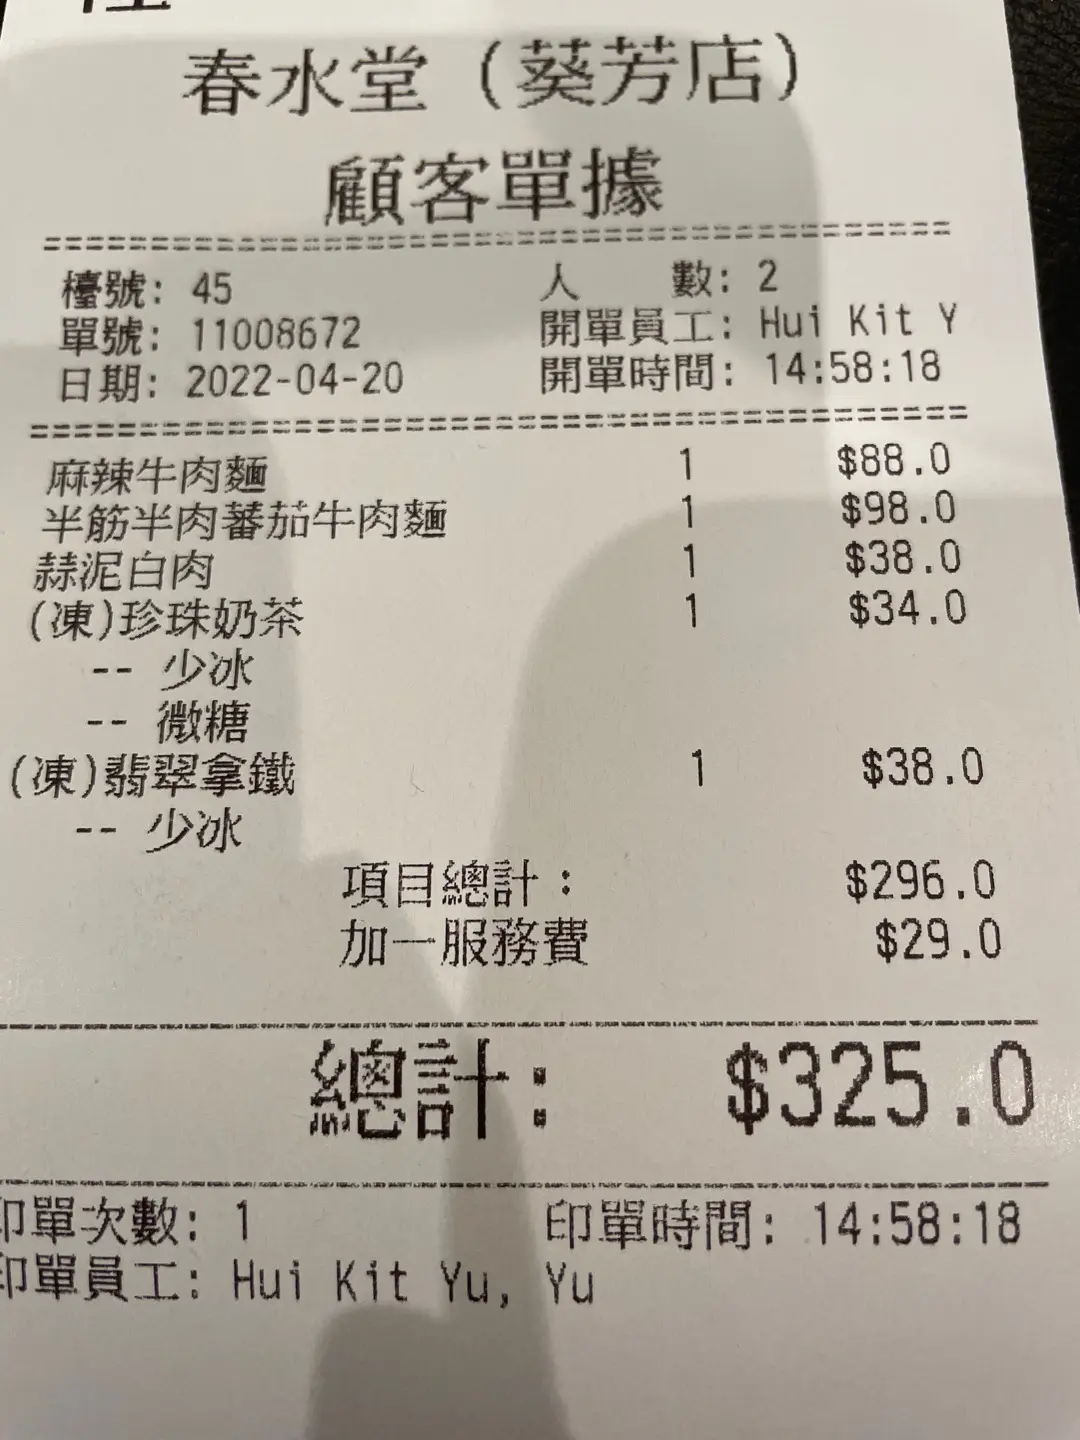 春水堂 (葵芳店)
顧客單據
檯號: 45 人 數: 2
單號: 11008672 開單員工: Hui Kit Y
日期: 2022-04-20 開單時間: 14:58:18
麻辣牛肉麵 1 $88.0
半筋半肉蕃茄牛肉麵 1 $98.0
蒜泥白肉 1 $38.0
(凍)珍珠奶茶 1 $34.0
-- 少冰
-- 微糖
(凍)翡翠拿鐵 1 $38.0
-- 少冰
項目總計: $296.0
加一服務費 $29.0
總計: $325.0
印單次數: 1 印單時間: 14:58:18
印單員工: Hui Kit Yu, Yu